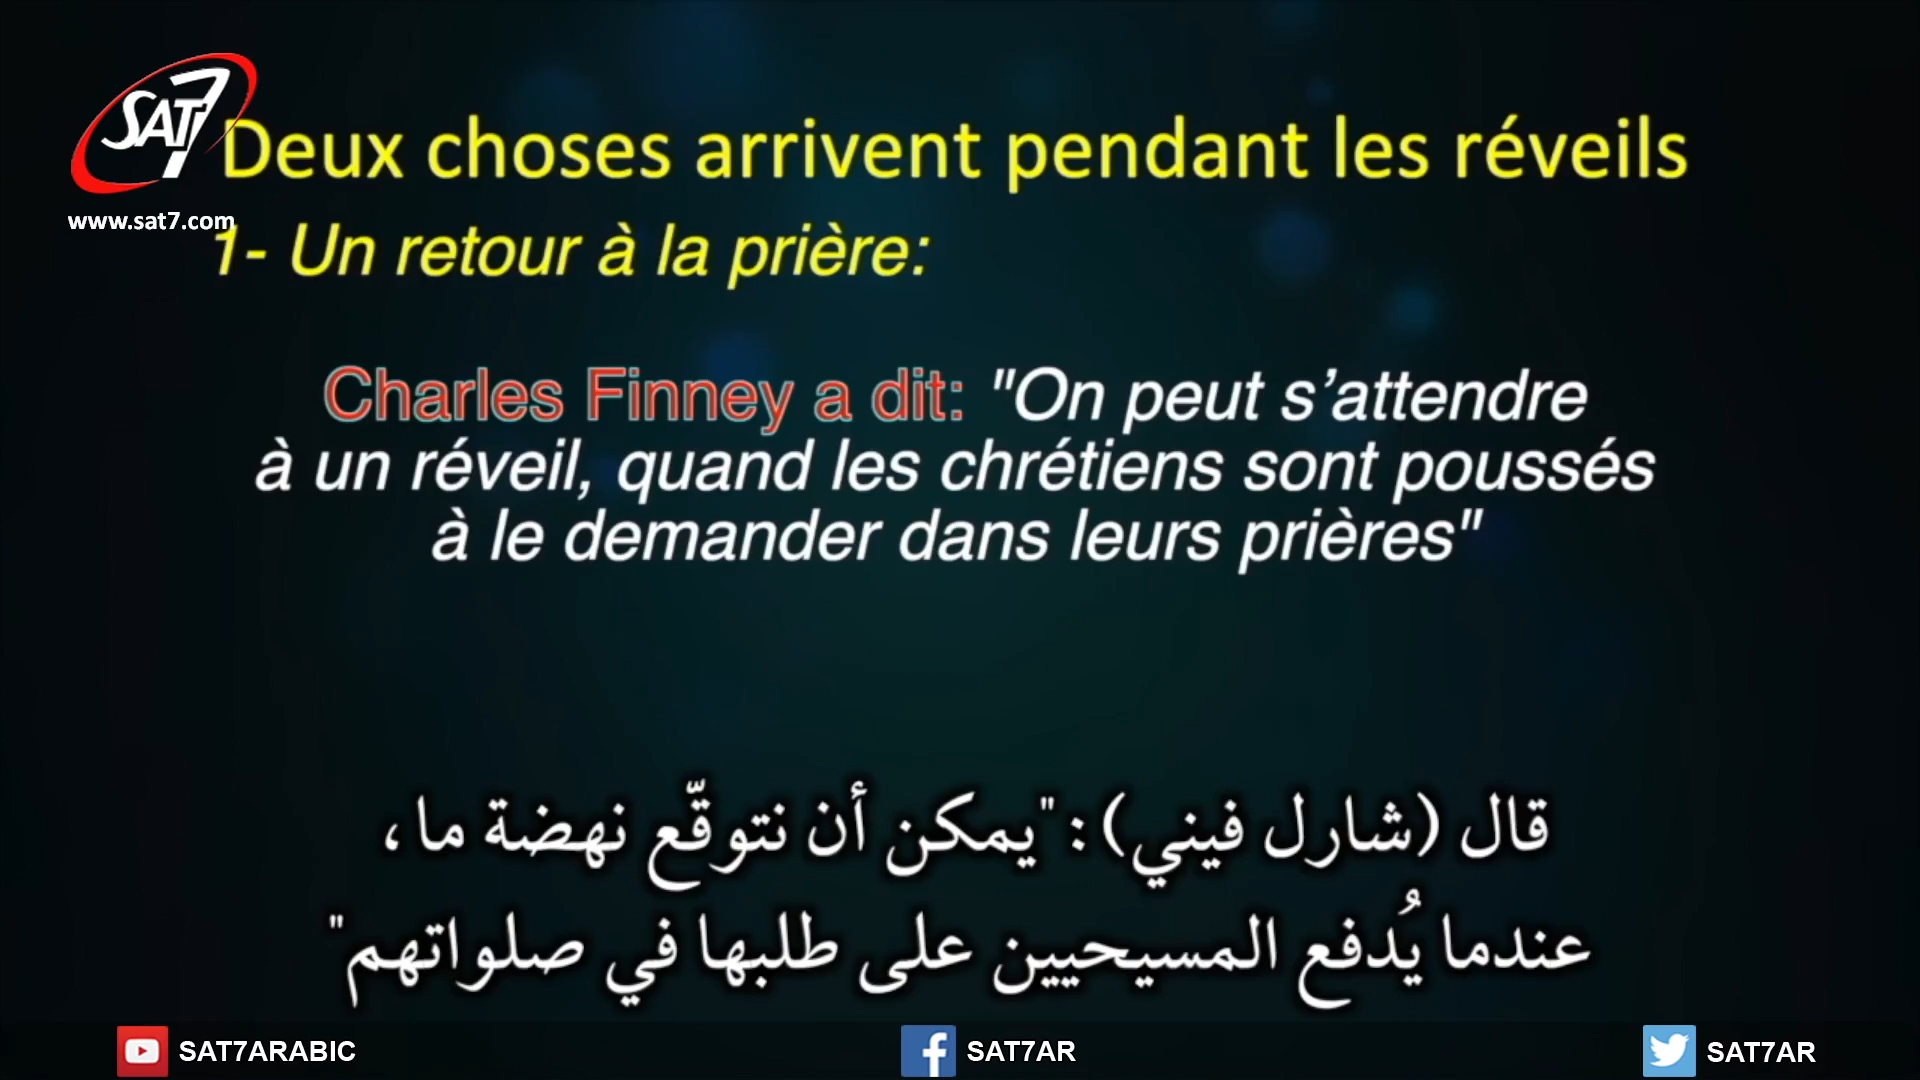 SAT7
www.sat7.com
Deux choses arrivent pendant les réveils
1- Un retour à la prière:
Charles Finney a dit: "On peut s’attendre
à un réveil, quand les chrétiens sont poussés
à le demander dans leurs prières"
قال (شارل فيني) : "يمكن أن نتوقّع نهضة ما ،
عندما يُدفع المسيحيين على طلبها في صلواتهم"
SAT7ARABIC
SAT7AR
SAT7AR